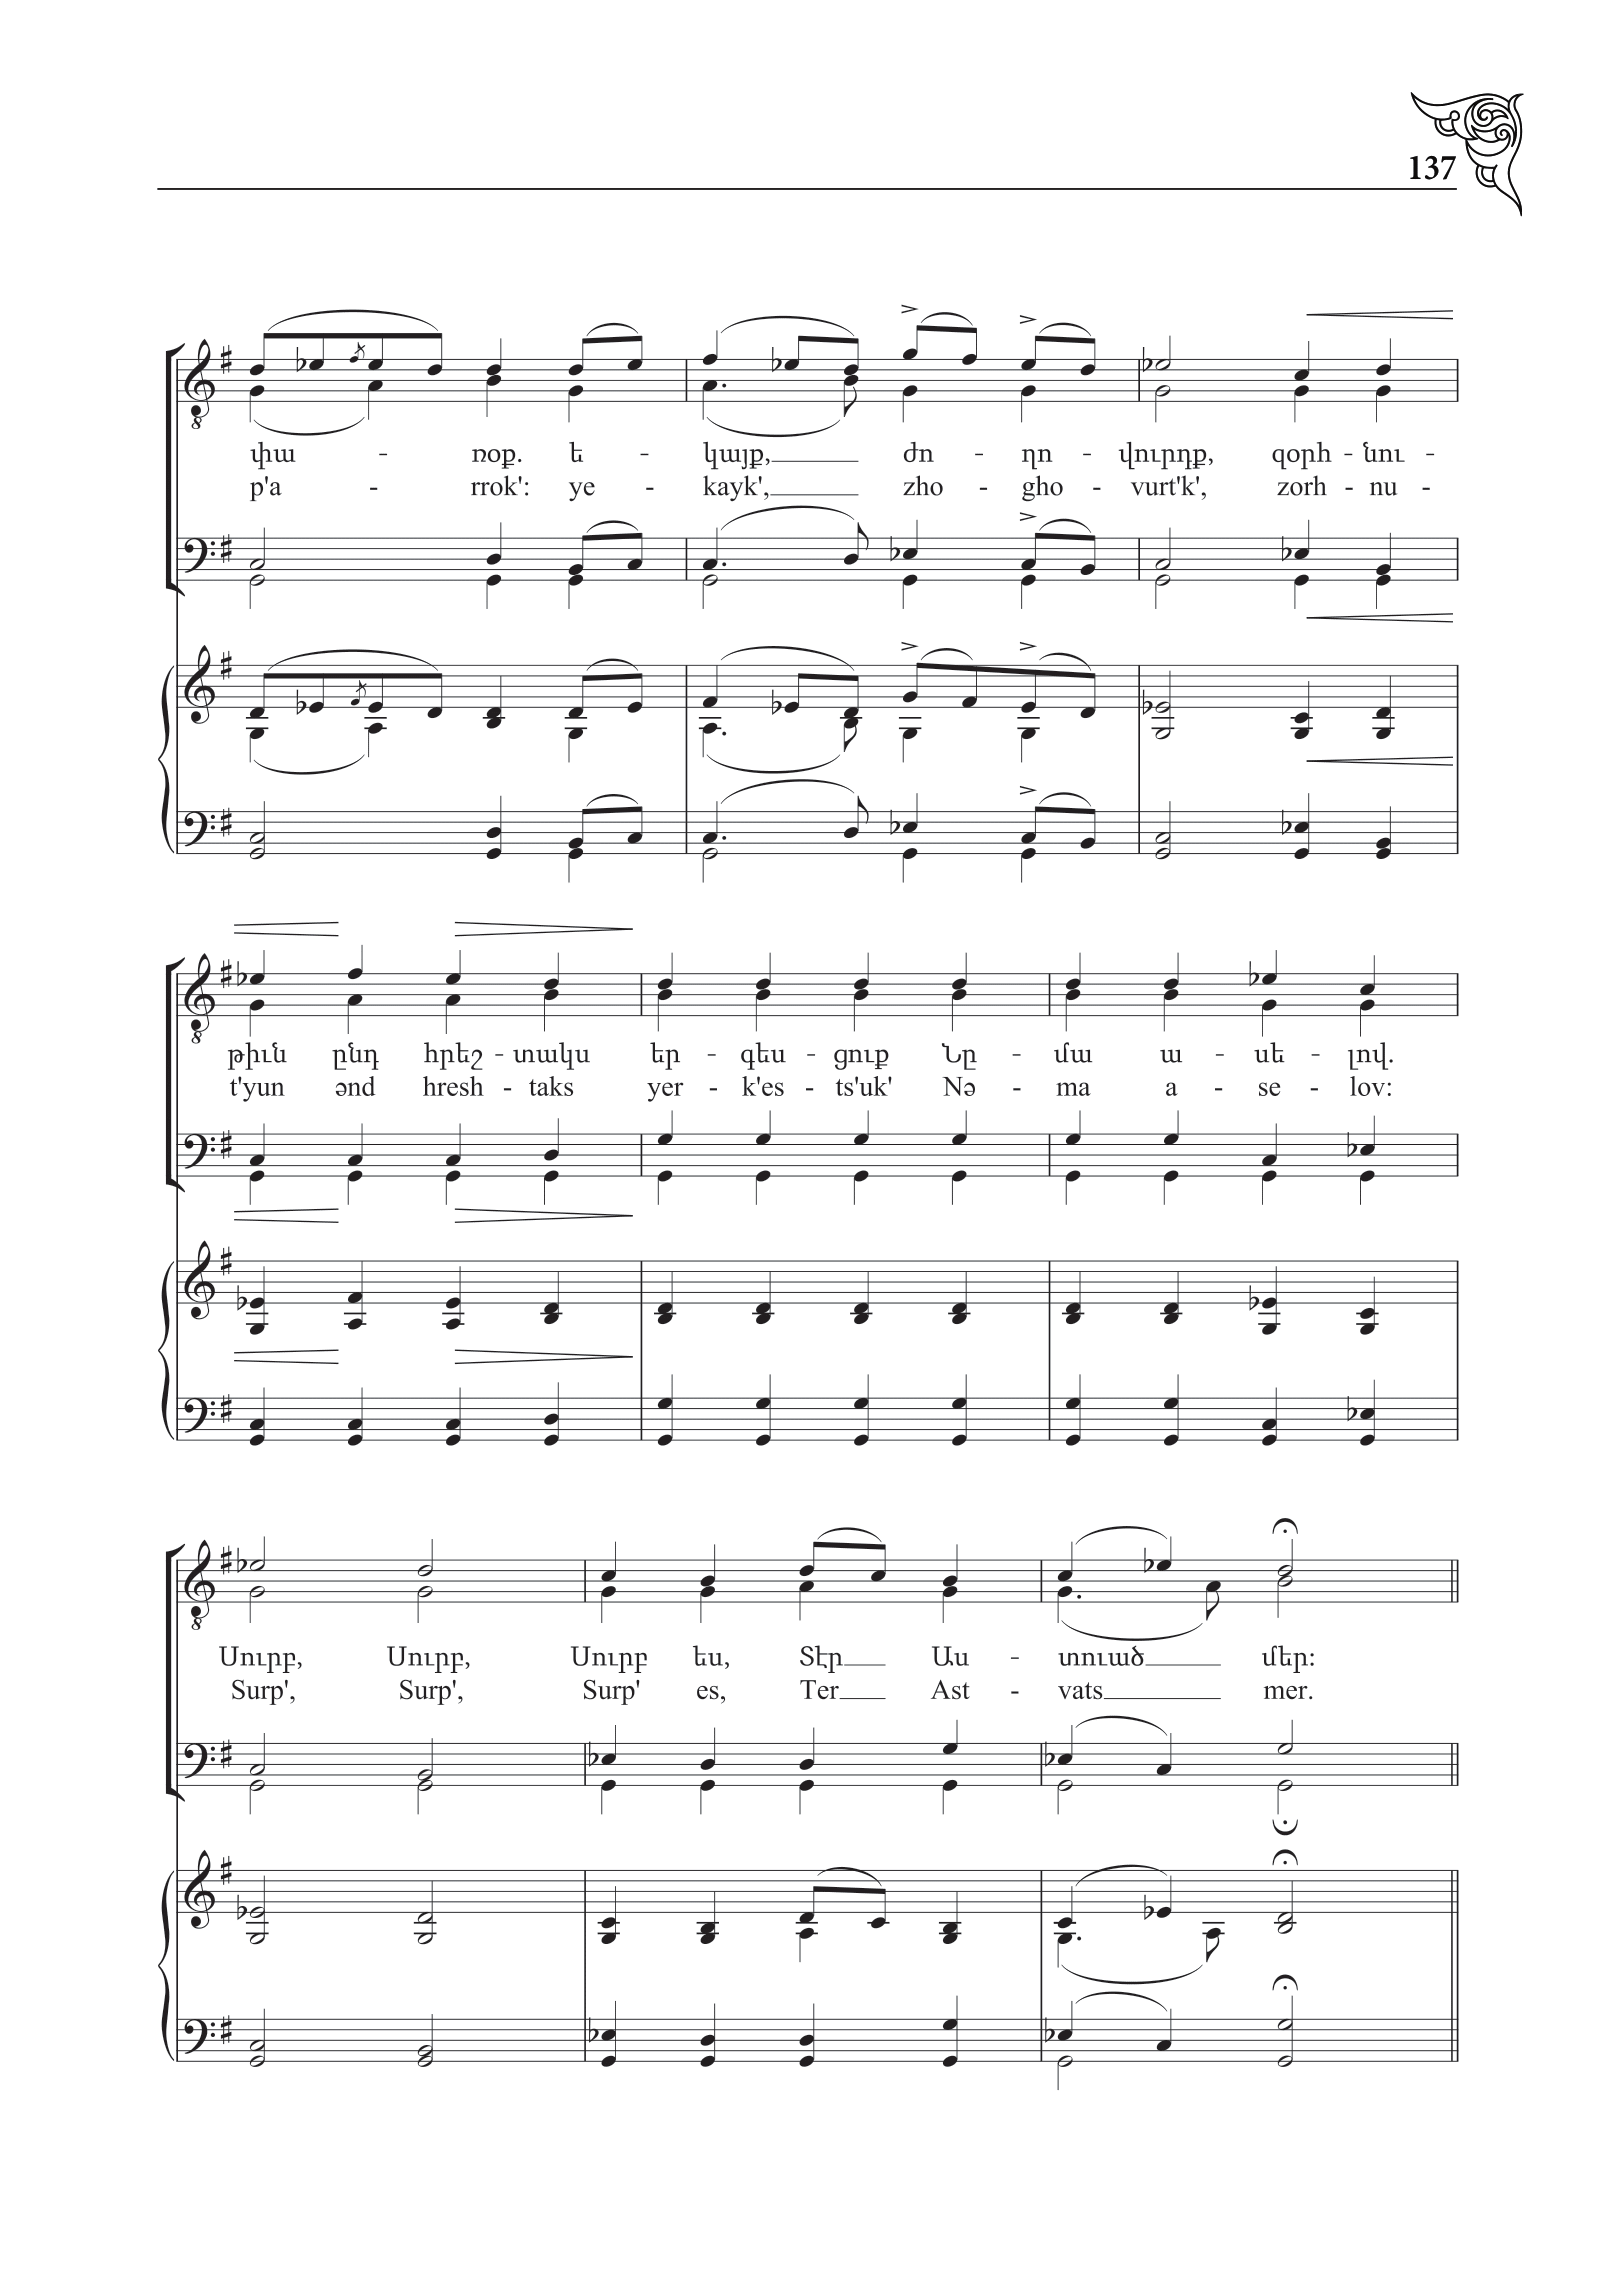 137
փա - ռօք. ե - կայք, ժո - ղո - վուրդք, զօրհ - նու -
p'a - rrok': ye - kayk', zho - gho - vurt'k', zorh - nu -
թիւն ընդ հրեշ - տակս եր - գես - ցուք Նը - մա ա - սե - լով.
t'yun ənd hresh - taks yer - k'es - ts'uk' Nə - ma a - se - lov:
Սուրբ, Սուրբ, Սուրբ ես, Տէր Աս - տուած մեր:
Surp', Surp', Surp' es, Ter Ast - vats mer.